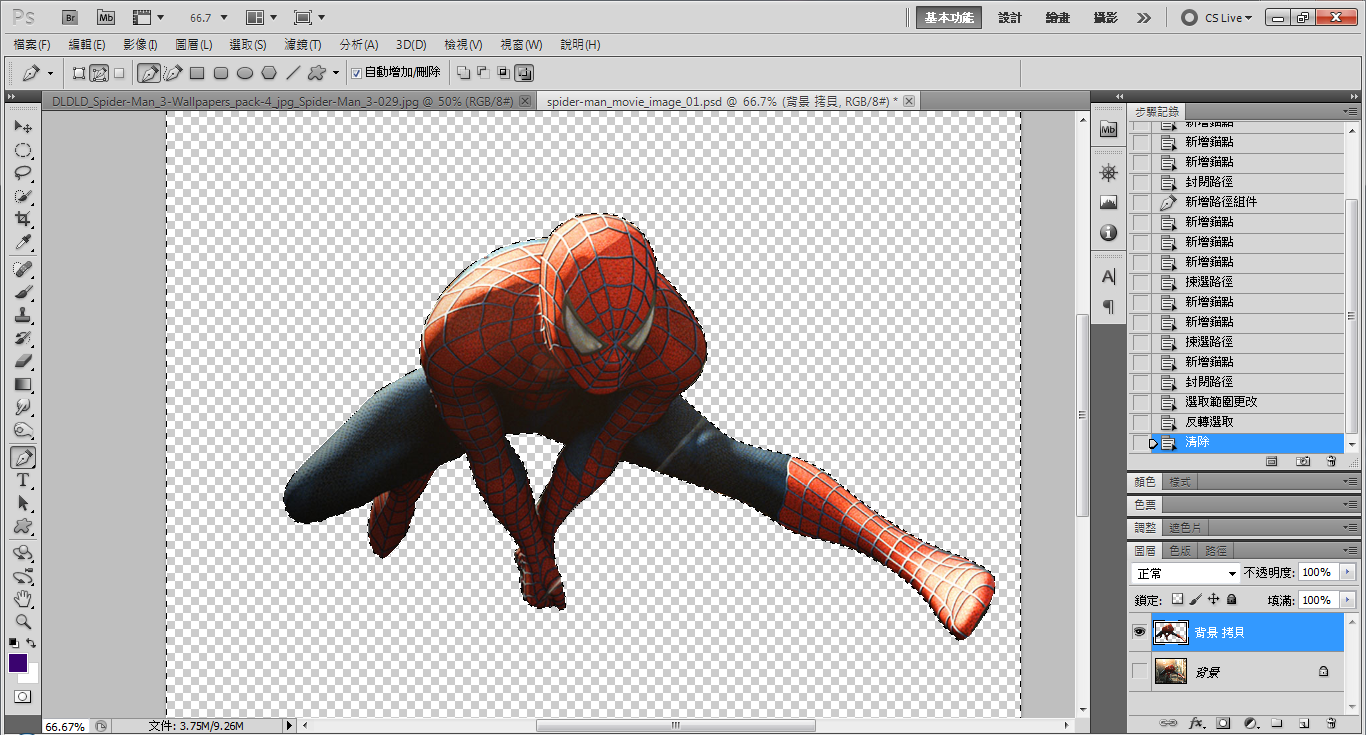 Ps Br Mb 66.7 基本功能 設計 繪畫 攝影 CS Live
檔案(F) 編輯(E) 影像(I) 圖層(L) 選取(S) 濾鏡(T) 分析(A) 3D(D) 檢視(V) 視窗(W) 說明(H)
自動增加/刪除
DLDLD_Spider-Man_3-Wallpapers_pack-4_jpg_Spider-Man_3-029.jpg @ 50% (RGB/8#)
spider-man_movie_image_01.psd @ 66.7% (背景 拷貝, RGB/8#) *
步驟記錄
Mb
新增錨點
新增錨點
新增錨點
封閉路徑
新增路徑組件
新增錨點
新增錨點
新增錨點
揀選路徑
新增錨點
新增錨點
揀選路徑
新增錨點
封閉路徑
選取範圍更改
反轉選取
清除
顏色 樣式
色票
調整 遮色片
圖層 色版 路徑
正常 不透明度: 100%
鎖定: 填滿: 100%
背景 拷貝
背景
66.67% 文件: 3.75M/9.26M